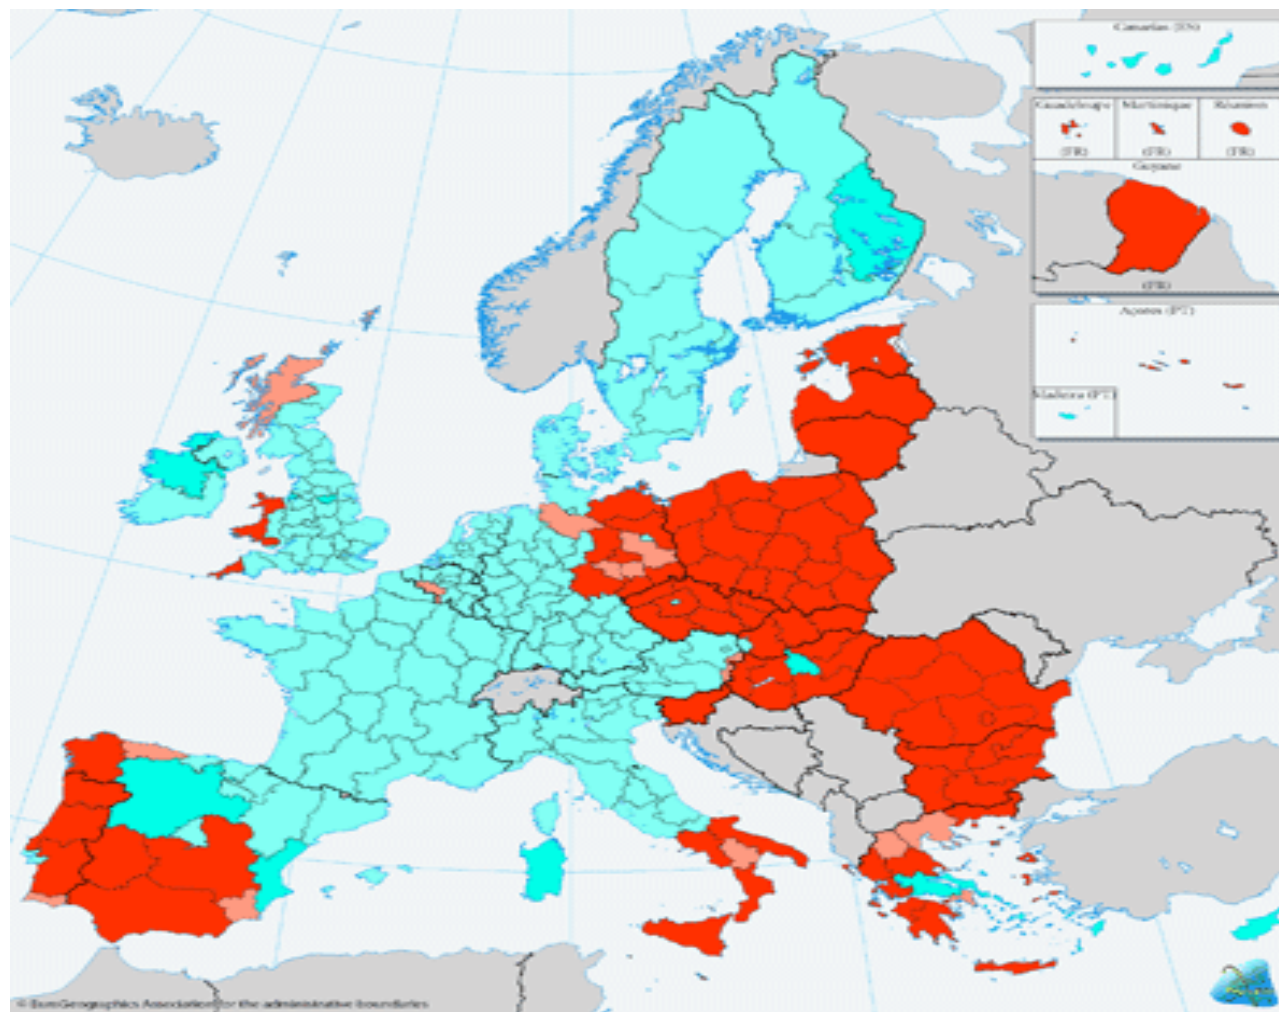 Canarias (ES)
Guadeloupe Martinique Réunion
(FR) (FR) (FR)
Guyane
(FR)
Açores (PT)
Madeira (PT)
© EuroGeographics Association for the administrative boundaries